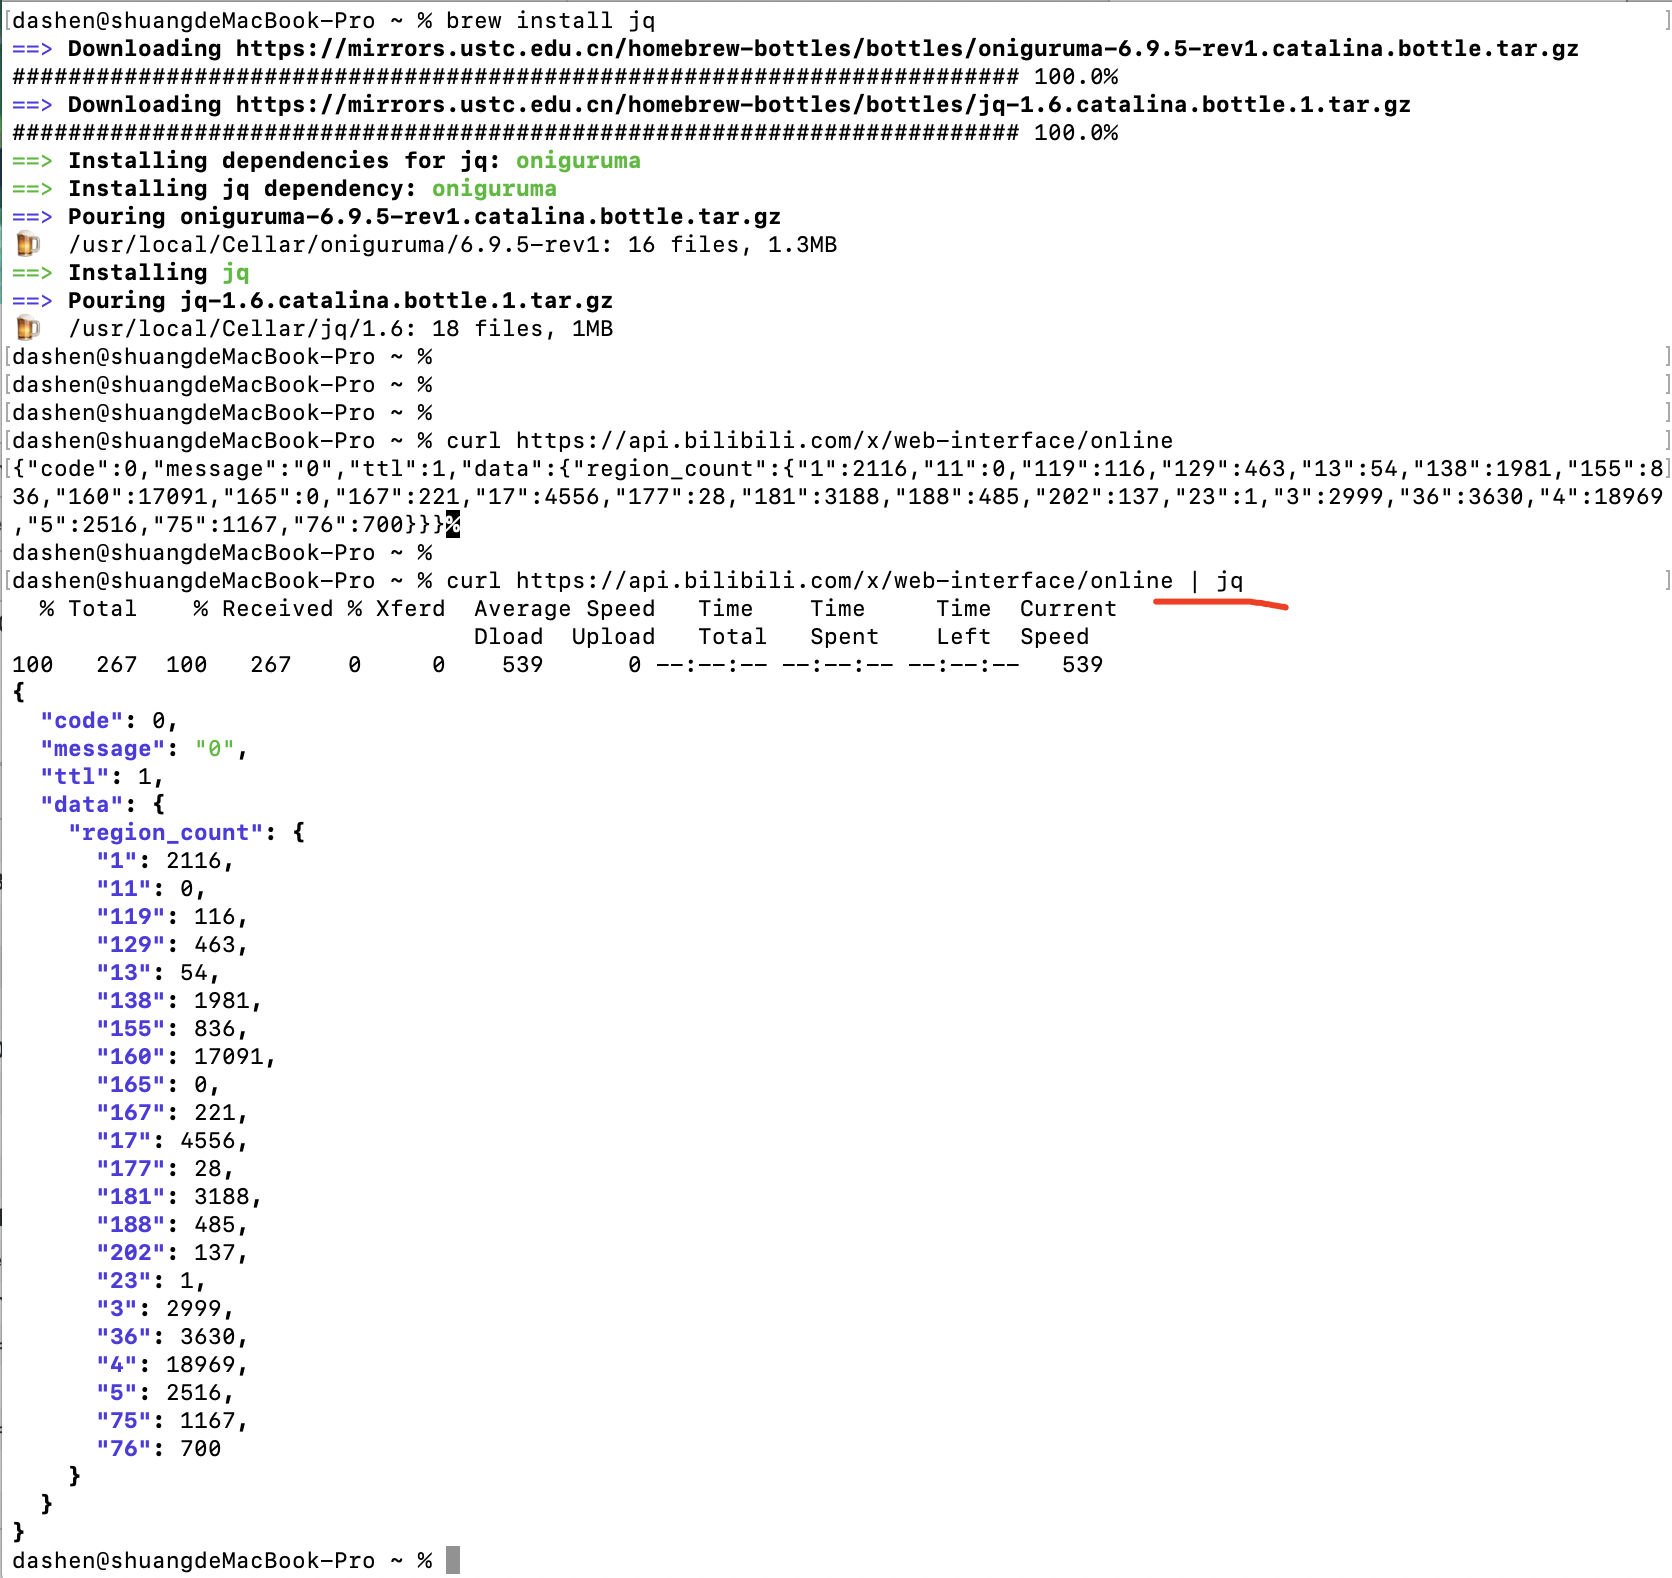 [dashen@shuangdeMacBook-Pro ~ % brew install jq ]
==> Downloading https://mirrors.ustc.edu.cn/homebrew-bottles/bottles/oniguruma-6.9.5-rev1.catalina.bottle.tar.gz
######################################################################## 100.0%
==> Downloading https://mirrors.ustc.edu.cn/homebrew-bottles/bottles/jq-1.6.catalina.bottle.1.tar.gz
######################################################################## 100.0%
==> Installing dependencies for jq: oniguruma
==> Installing jq dependency: oniguruma
==> Pouring oniguruma-6.9.5-rev1.catalina.bottle.tar.gz
🍺  /usr/local/Cellar/oniguruma/6.9.5-rev1: 16 files, 1.3MB
==> Installing jq
==> Pouring jq-1.6.catalina.bottle.1.tar.gz
🍺  /usr/local/Cellar/jq/1.6: 18 files, 1MB
[dashen@shuangdeMacBook-Pro ~ % ]
[dashen@shuangdeMacBook-Pro ~ % ]
[dashen@shuangdeMacBook-Pro ~ % ]
[dashen@shuangdeMacBook-Pro ~ % curl https://api.bilibili.com/x/web-interface/online ]
[{"code":0,"message":"0","ttl":1,"data":{"region_count":{"1":2116,"11":0,"119":116,"129":463,"13":54,"138":1981,"155":8]
36,"160":17091,"165":0,"167":221,"17":4556,"177":28,"181":3188,"188":485,"202":137,"23":1,"3":2999,"36":3630,"4":18969
,"5":2516,"75":1167,"76":700}}}%
dashen@shuangdeMacBook-Pro ~ %
[dashen@shuangdeMacBook-Pro ~ % curl https://api.bilibili.com/x/web-interface/online | jq ]
  % Total    % Received % Xferd  Average Speed   Time    Time     Time  Current
                                 Dload  Upload   Total   Spent    Left  Speed
100   267  100   267    0     0    539      0 --:--:-- --:--:-- --:--:--   539
{
  "code": 0,
  "message": "0",
  "ttl": 1,
  "data": {
    "region_count": {
      "1": 2116,
      "11": 0,
      "119": 116,
      "129": 463,
      "13": 54,
      "138": 1981,
      "155": 836,
      "160": 17091,
      "165": 0,
      "167": 221,
      "17": 4556,
      "177": 28,
      "181": 3188,
      "188": 485,
      "202": 137,
      "23": 1,
      "3": 2999,
      "36": 3630,
      "4": 18969,
      "5": 2516,
      "75": 1167,
      "76": 700
    }
  }
}
dashen@shuangdeMacBook-Pro ~ %